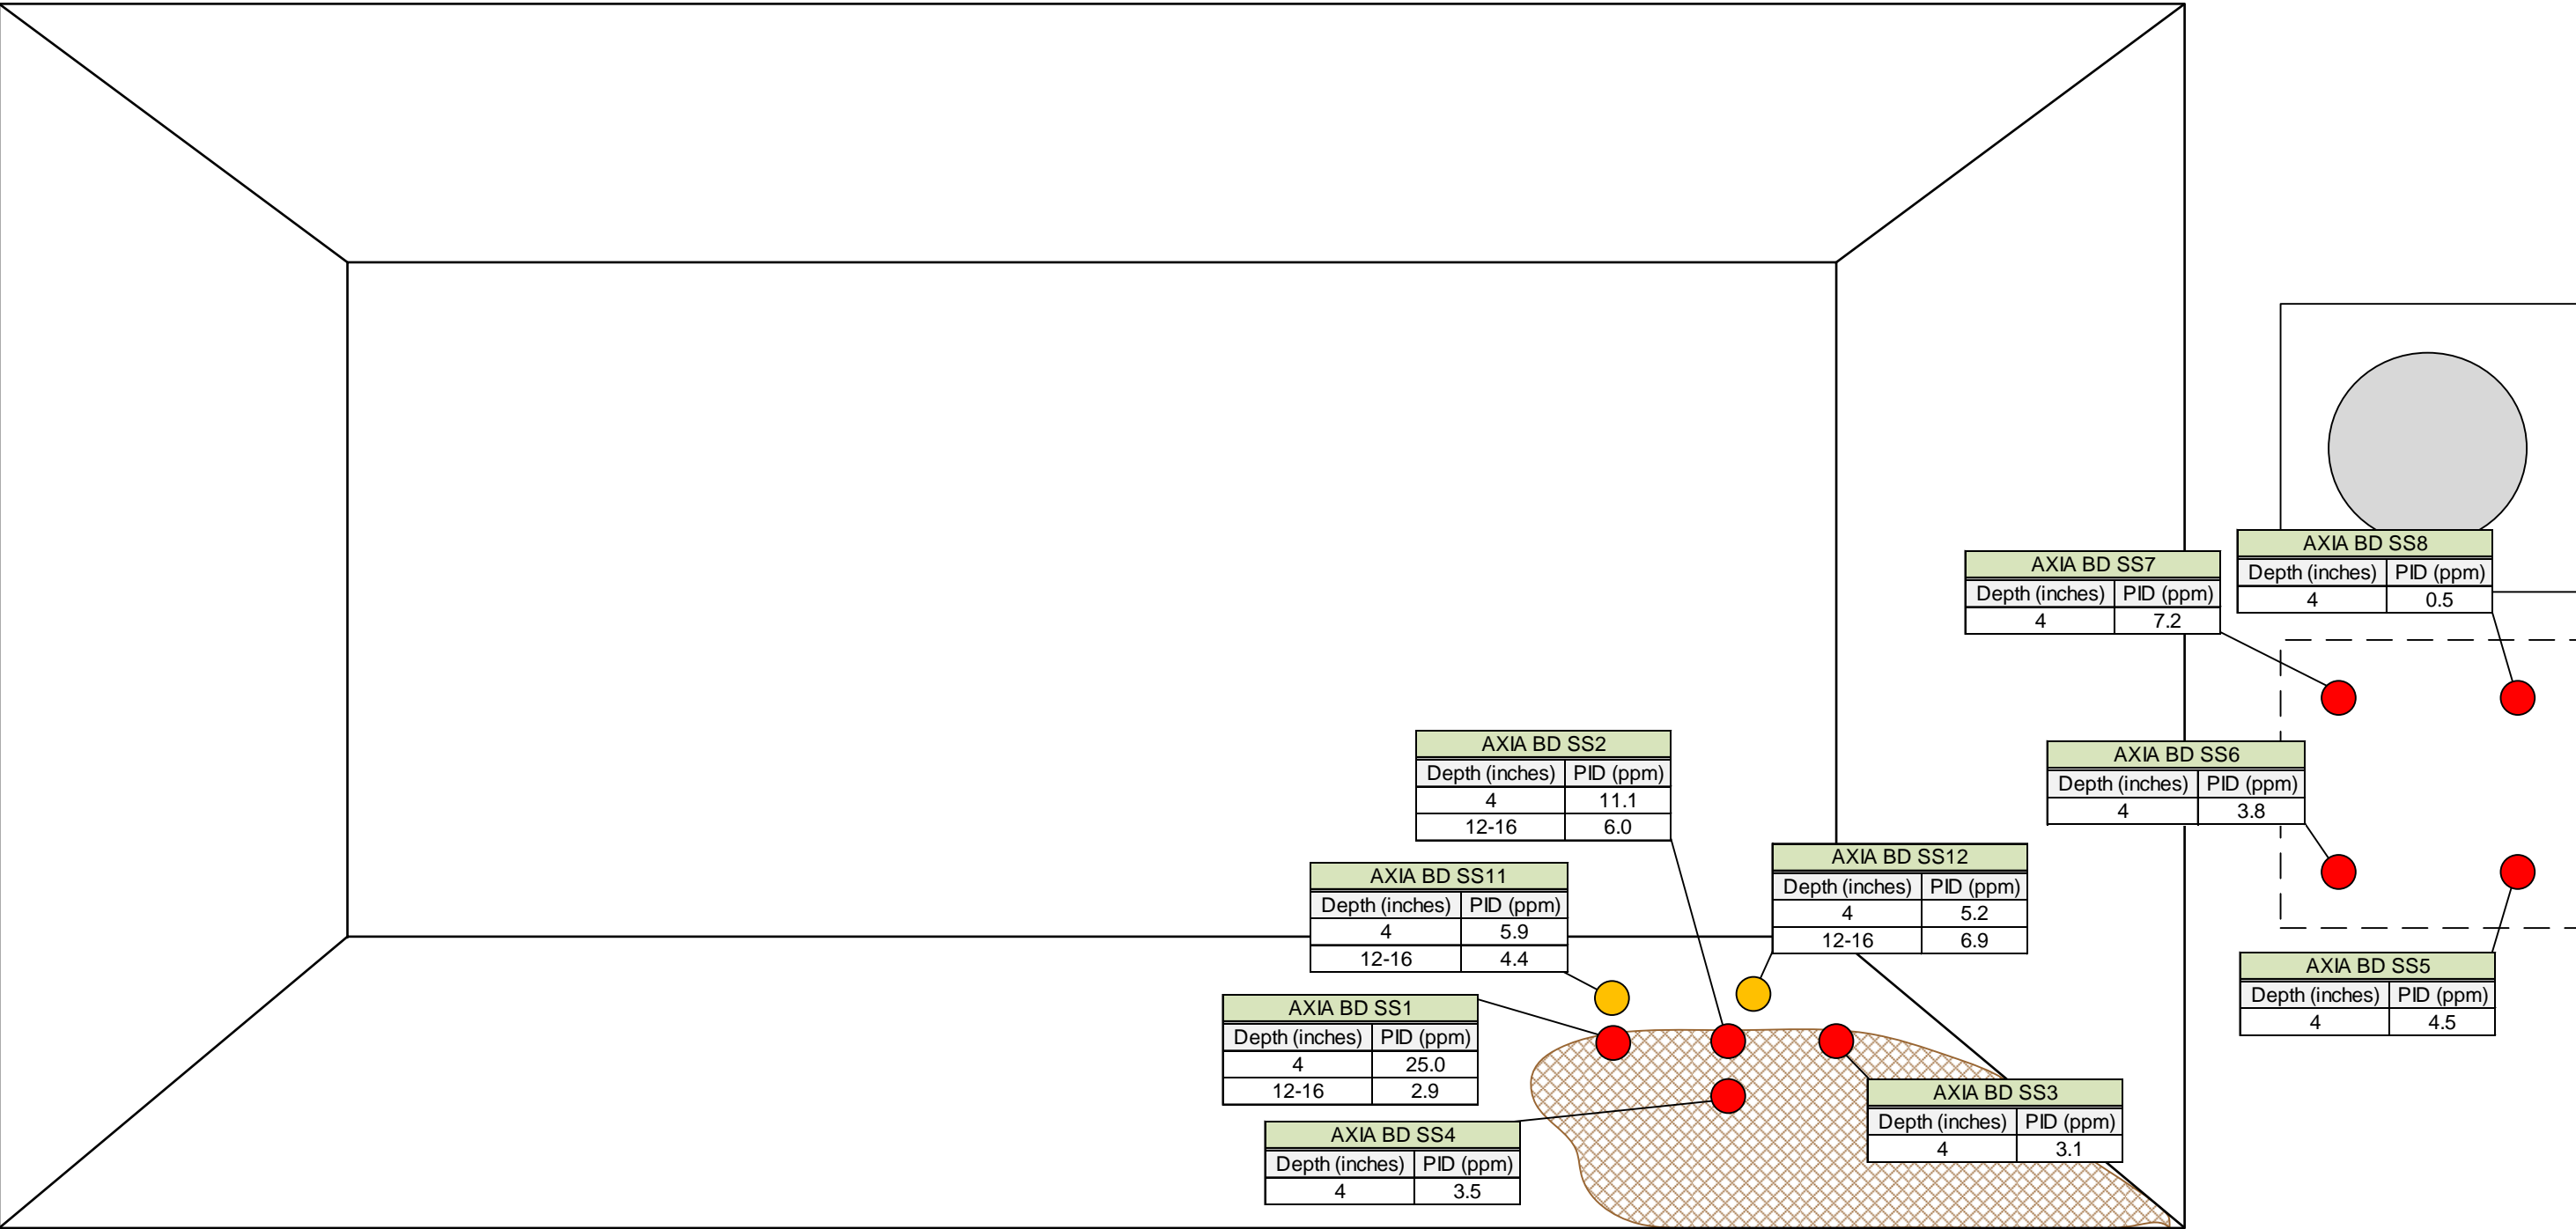 AXIA BD SS8
Depth (inches) PID (ppm)
4 0.5
AXIA BD SS7
Depth (inches) PID (ppm)
4 7.2
AXIA BD SS2
Depth (inches) PID (ppm)
4 11.1
12-16 6.0
AXIA BD SS6
Depth (inches) PID (ppm)
4 3.8
AXIA BD SS12
Depth (inches) PID (ppm)
4 5.2
12-16 6.9
AXIA BD SS11
Depth (inches) PID (ppm)
4 5.9
12-16 4.4
AXIA BD SS5
Depth (inches) PID (ppm)
4 4.5
AXIA BD SS1
Depth (inches) PID (ppm)
4 25.0
12-16 2.9
AXIA BD SS3
Depth (inches) PID (ppm)
4 3.1
AXIA BD SS4
Depth (inches) PID (ppm)
4 3.5